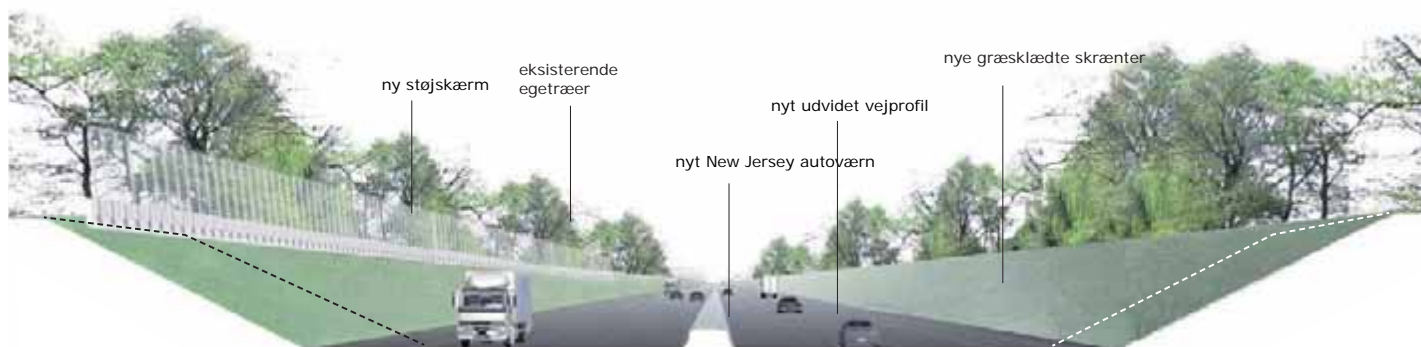 ny støjskærm
eksisterende
egetræer
nyt New Jersey autoværn
nyt udvidet vejprofil
nye græsklædte skrænter